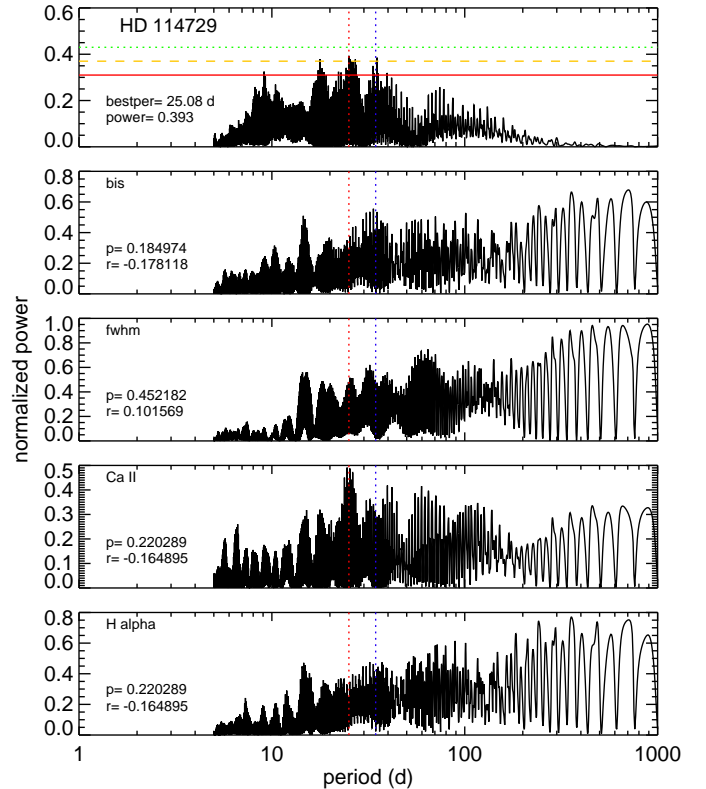 HD 114729
0.6
0.4
0.2
0.0
bestper= 25.08 d
power= 0.393
bis
0.8
0.6
0.4
0.2
0.0
p= 0.184974
r= -0.178118
fwhm
1.0
0.8
0.6
0.4
0.2
0.0
p= 0.452182
r= 0.101569
normalized power
Ca II
0.5
0.4
0.3
0.2
0.1
0.0
p= 0.220289
r= -0.164895
H alpha
0.8
0.6
0.4
0.2
0.0
p= 0.220289
r= -0.164895
1 10 100 1000
period (d)